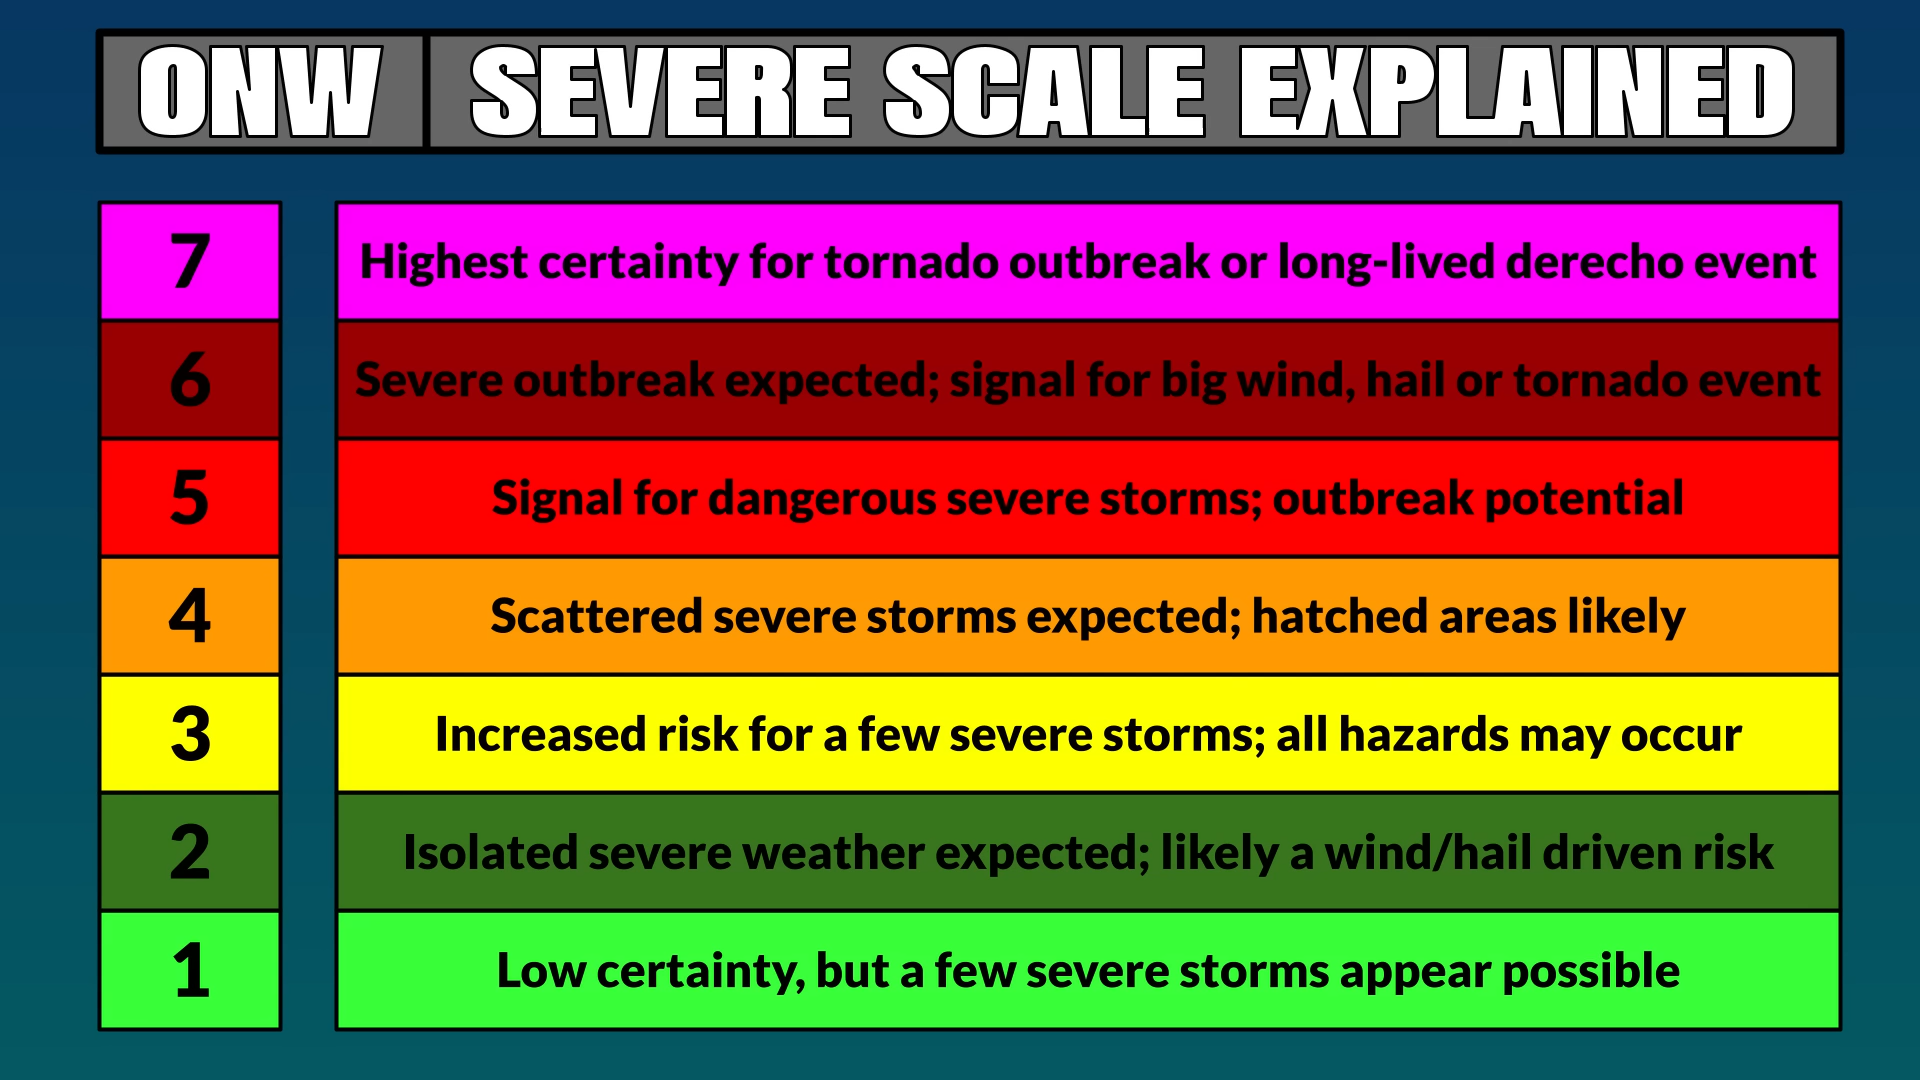 ONW SEVERE SCALE EXPLAINED
7 Highest certainty for tornado outbreak or long-lived derecho event
6 Severe outbreak expected; signal for big wind, hail or tornado event
5 Signal for dangerous severe storms; outbreak potential
4 Scattered severe storms expected; hatched areas likely
3 Increased risk for a few severe storms; all hazards may occur
2 Isolated severe weather expected; likely a wind/hail driven risk
1 Low certainty, but a few severe storms appear possible